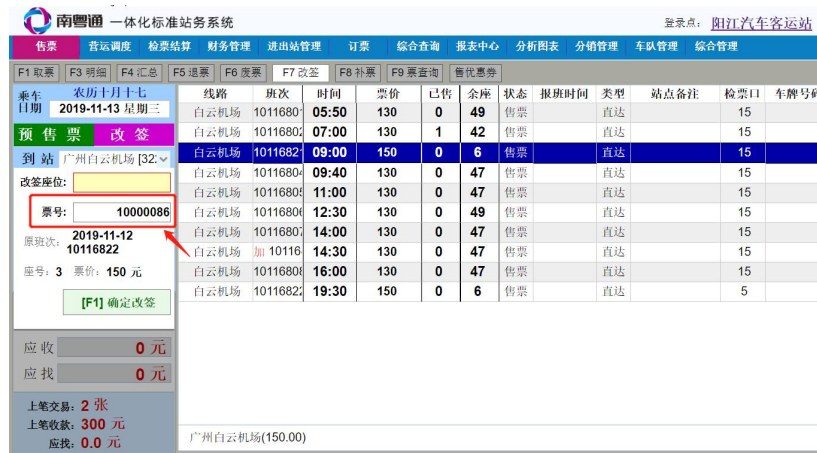 南粤通 一体化标准站务系统
登录点: 阳江汽车客运站
售票 营运调度 检票结算 财务管理 进出站管理 订票 综合查询 报表中心 分析图表 分销管理 车队管理 综合管理
F1 取票 F3 明细 F4 汇总 F5 退票 F6 废票 F7 改签 F8 补票 F9 票查询 售优惠券
乘车日期 农历十月十七
2019-11-13 星期三
预售票 改签
到站 广州白云机场 [32:
改签座位:
票号: 10000086
原班次: 2019-11-12
10116822
座号: 3 票价: 150 元
[F1] 确定改签
应收 0 元
应找 0 元
上笔交易: 2 张
上笔收款: 300 元
应找: 0.0 元
线路 班次 时间 票价 已售 余座 状态 报班时间 类型 站点备注 检票口 车牌号码
白云机场 1011680 05:50 130 0 49 售票 直达 15
白云机场 10116802 07:00 130 1 42 售票 直达 15
白云机场 10116821 09:00 150 0 6 售票 直达 15
白云机场 10116804 09:40 130 0 47 售票 直达 15
白云机场 10116805 11:00 130 0 47 售票 直达 15
白云机场 10116806 12:30 130 0 49 售票 直达 15
白云机场 10116807 14:00 130 0 47 售票 直达 15
白云机场 加 10116 14:30 130 0 47 售票 直达 15
白云机场 10116808 16:00 130 0 47 售票 直达 15
白云机场 10116822 19:30 150 0 6 售票 直达 5
广州白云机场(150.00)